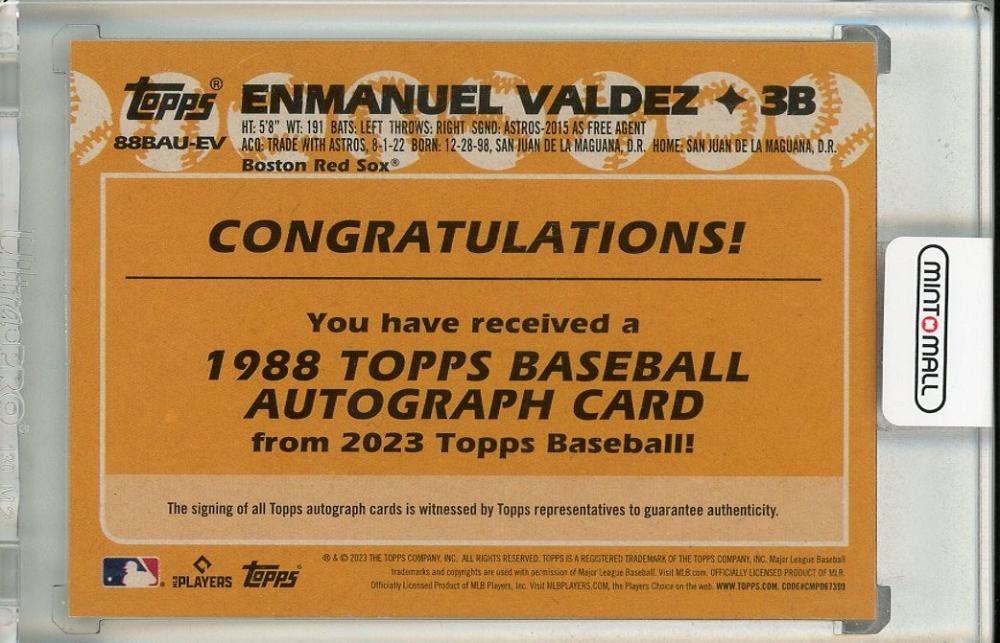 Topps® ENMANUEL VALDEZ ✦ 3B
88BAU-EV
HT: 5'8" WT: 191 BATS: LEFT THROWS: RIGHT SGND: ASTROS-2015 AS FREE AGENT
ACQ: TRADE WITH ASTROS, 8-1-22 BORN: 12-28-98, SAN JUAN DE LA MAGUANA, D.R. HOME: SAN JUAN DE LA MAGUANA, D.R.
Boston Red Sox®
CONGRATULATIONS!
You have received a
1988 TOPPS BASEBALL
AUTOGRAPH CARD
from 2023 Topps Baseball!
The signing of all Topps autograph cards is witnessed by Topps representatives to guarantee authenticity.
MLB PLAYERS Topps
® & © 2023 THE TOPPS COMPANY, INC. ALL RIGHTS RESERVED. TOPPS IS A REGISTERED TRADEMARK OF THE TOPPS COMPANY, INC. Major League Baseball
trademarks and copyrights are used with permission of Major League Baseball. Visit MLB.com. OFFICIALLY LICENSED PRODUCT OF MLB
Officially Licensed Product of MLB Players, Inc. Visit MLBPLAYERS.COM, the Players Choice on the web. WWW.TOPPS.COM. CODE#CMP067399
MINT MALL
UltraPRO